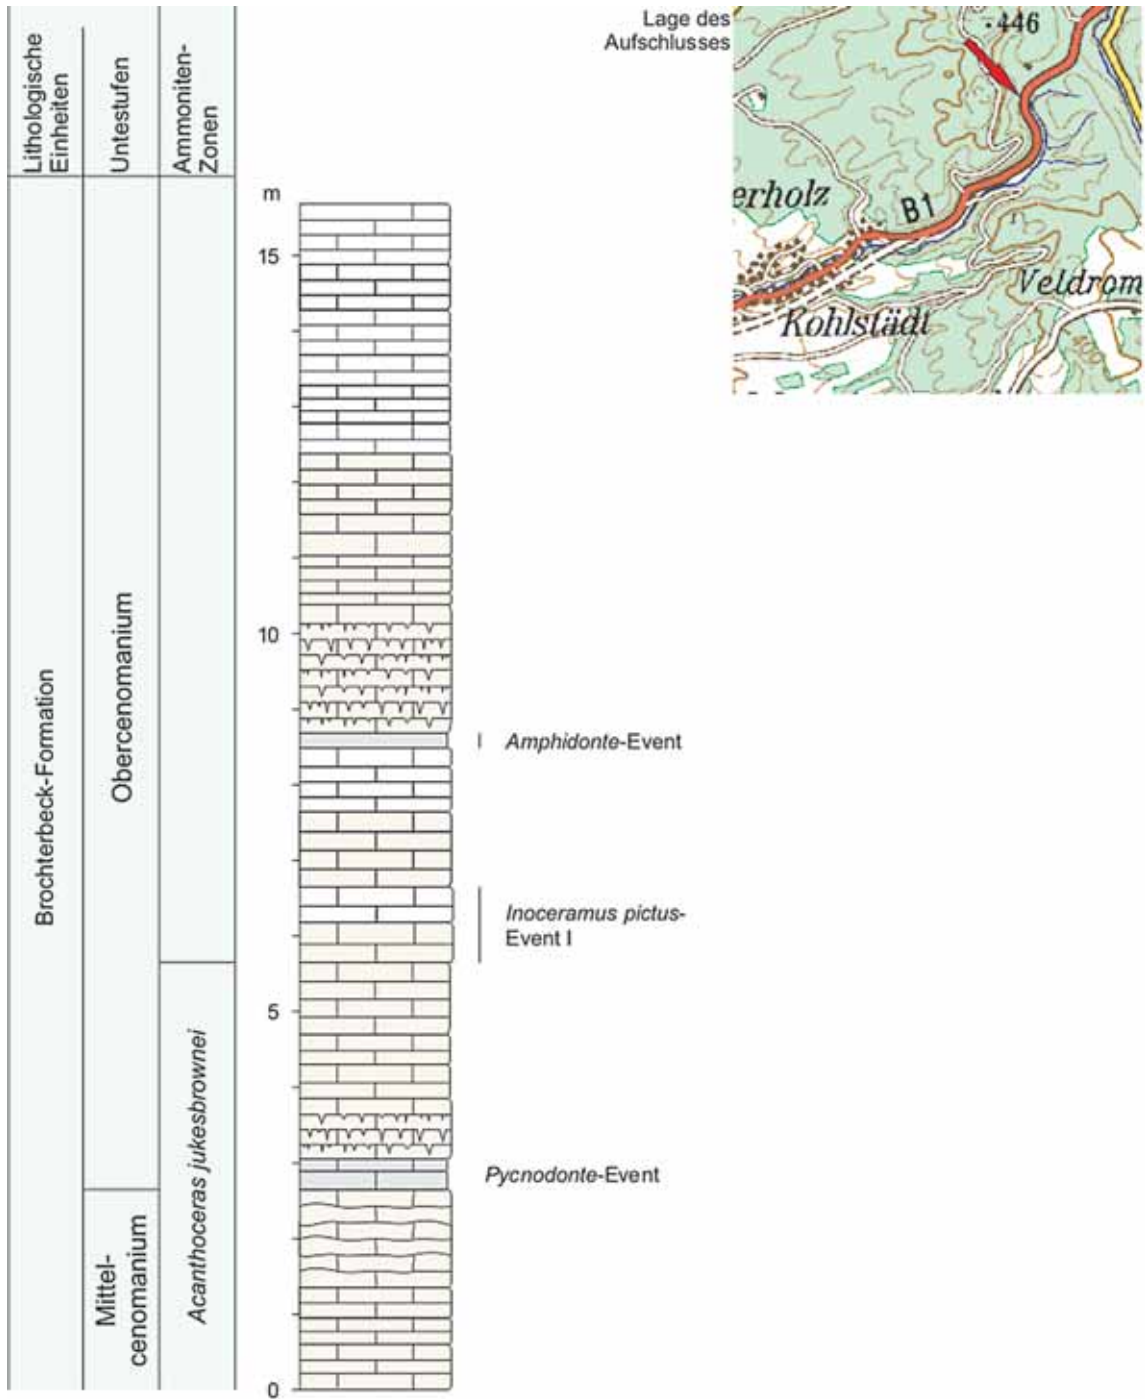 Lithologische
Einheiten
Untestufen
Ammoniten-
Zonen
Brochterbeck-Formation
Obercenomanium
Mittel-
cenomanium
Acanthoceras jukesbrownei
m
15
10
5
0
Amphidonte-Event
Inoceramus pictus-
Event I
Pycnodonte-Event
Lage des
Aufschlusses
446
erholz
B1
Kohlstädt
Veldrom
400